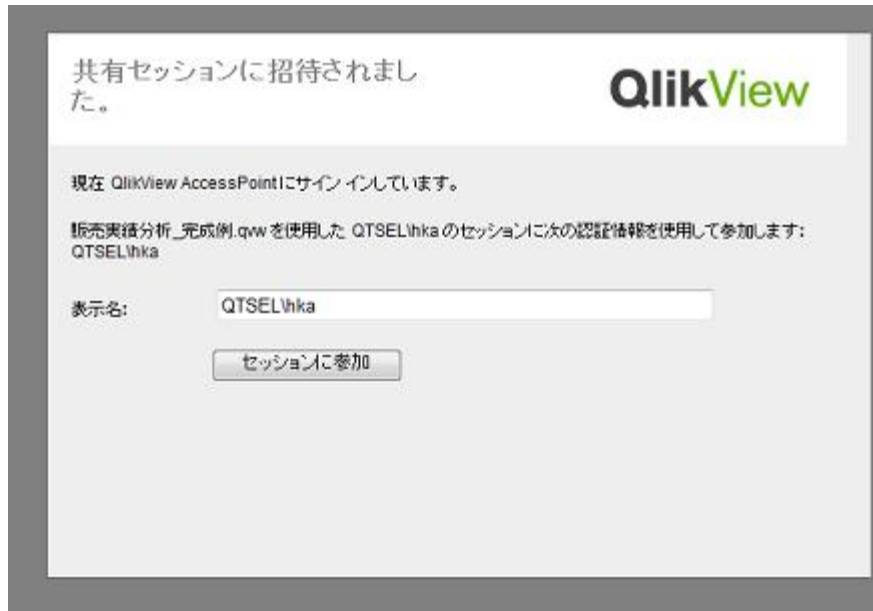 共有セッションに招待されまし
た。
QlikView
現在 QlikView AccessPointにサイン インしています。
販売実績分析_完成例.qvw を使用した QTSEL\hka のセッションに次の認証情報を使用して参加します:
QTSEL\hka
表示名:
QTSEL\hka
セッションに参加